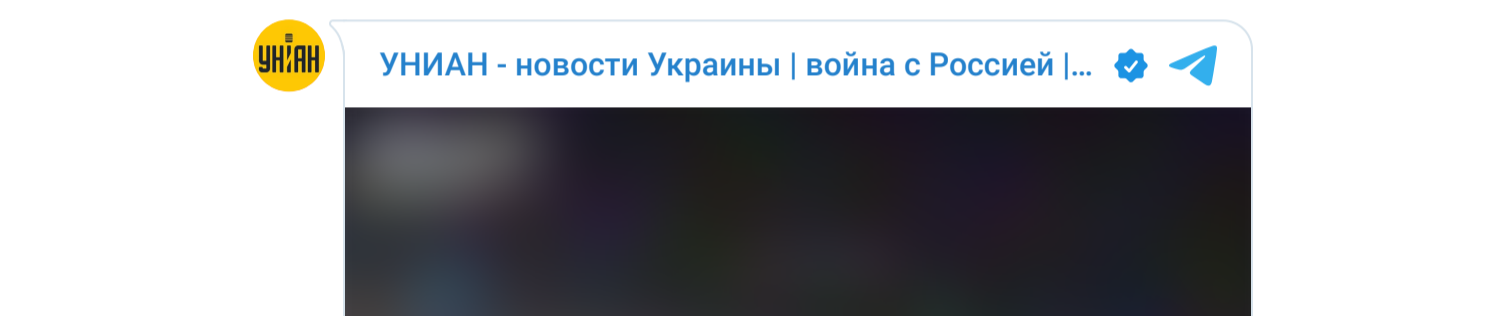 УНІАН
УНИАН - новости Украины | война с Россией |...